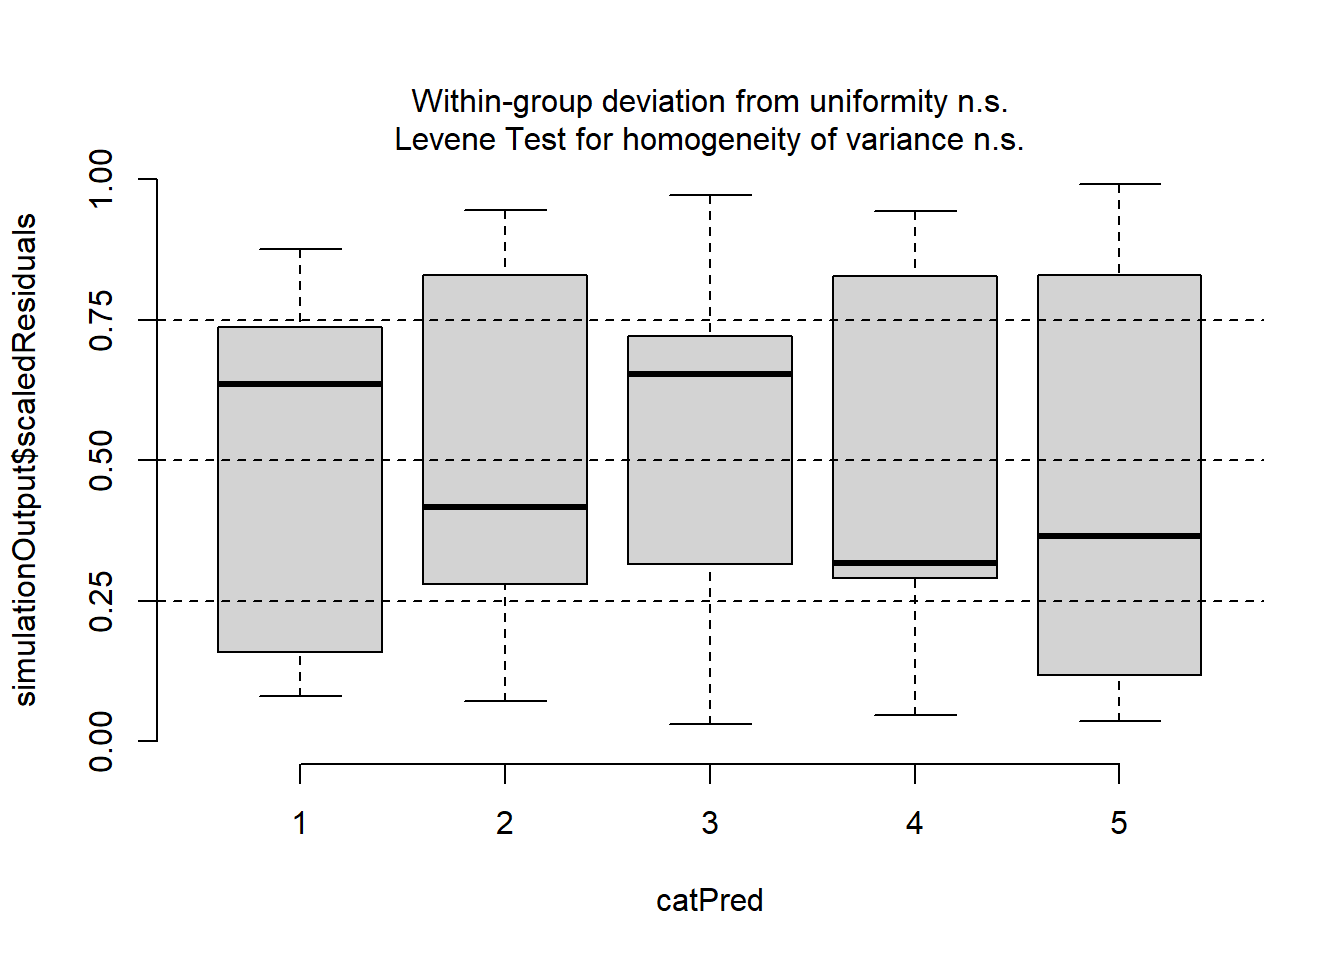 Within-group deviation from uniformity n.s.
Levene Test for homogeneity of variance n.s.
simulationOutput$scaledResiduals
1.00
0.75
0.50
0.25
0.00
1 2 3 4 5
catPred